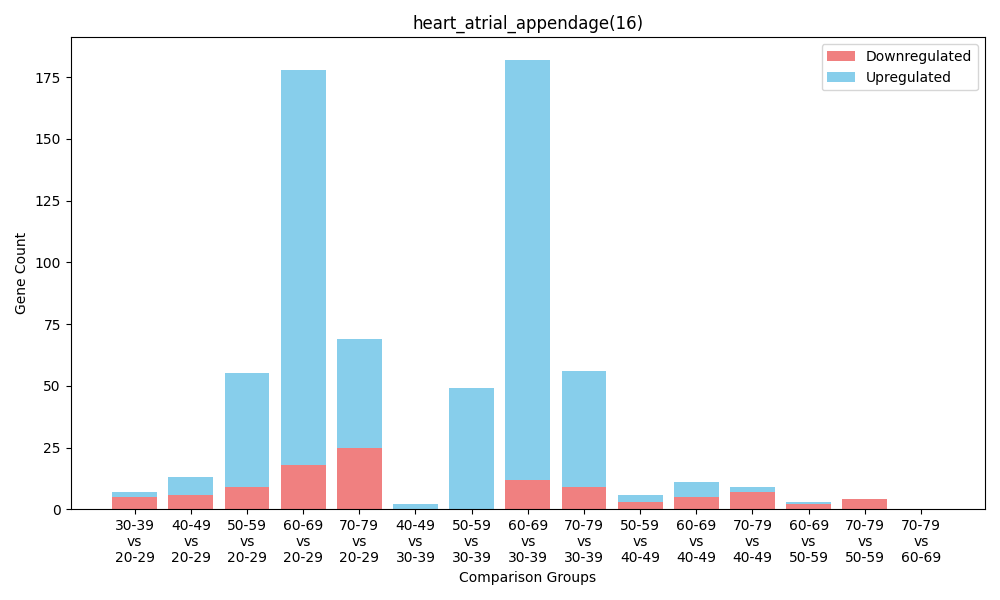 heart_atrial_appendage(16)
Downregulated
Upregulated
Gene Count
175
150
125
100
75
50
25
0
30-39 40-49 50-59 60-69 70-79 40-49 50-59 60-69 70-79 50-59 60-69 70-79 60-69 70-79 70-79
vs vs vs vs vs vs vs vs vs vs vs vs vs vs vs
20-29 20-29 20-29 20-29 20-29 30-39 30-39 30-39 30-39 40-49 40-49 40-49 50-59 50-59 60-69
Comparison Groups